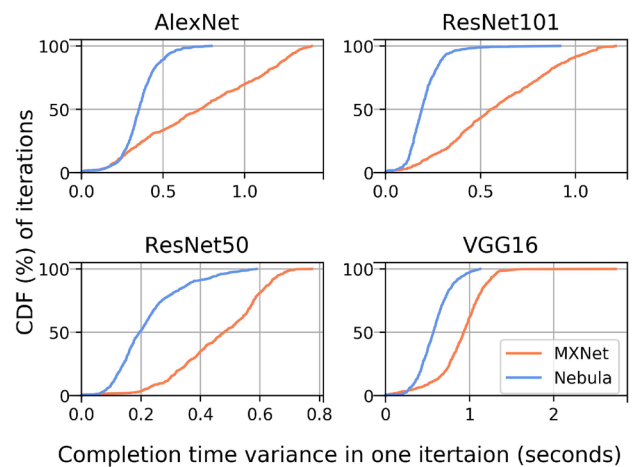 AlexNet
ResNet101
CDF (%) of iterations
100
50
0
0.0 0.5 1.0
100
50
0
0.0 0.5 1.0
ResNet50
VGG16
100
50
0
0.0 0.2 0.4 0.6 0.8
100
50
0
0 1 2
MXNet
Nebula
Completion time variance in one itertaion (seconds)